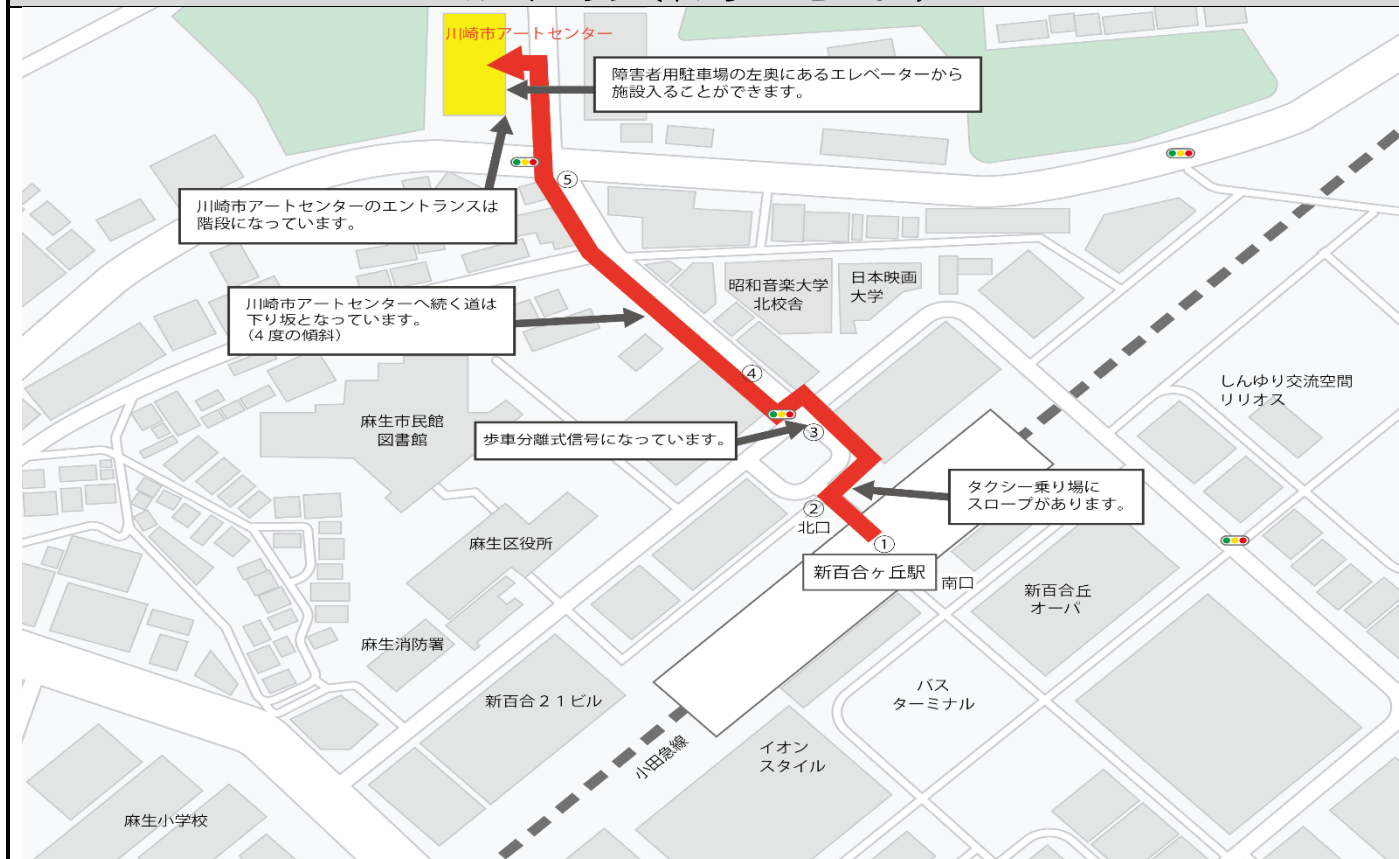 川崎市アートセンター
障害者用駐車場の左奥にあるエレベーターから
施設入ることができます。
⑤
川崎市アートセンターのエントランスは
階段になっています。
昭和音楽大学
北校舎
日本映画
大学
川崎市アートセンターへ続く道は
下り坂となっています。
(4度の傾斜)
④
しんゆり交流空間
リリオス
麻生市民館
図書館
歩車分離式信号になっています。
③
タクシー乗り場に
スロープがあります。
②
北口
①
麻生区役所
新百合ヶ丘駅
南口
新百合丘
オーパ
麻生消防署
新百合21ビル
バス
ターミナル
小田急線
イオン
スタイル
麻生小学校